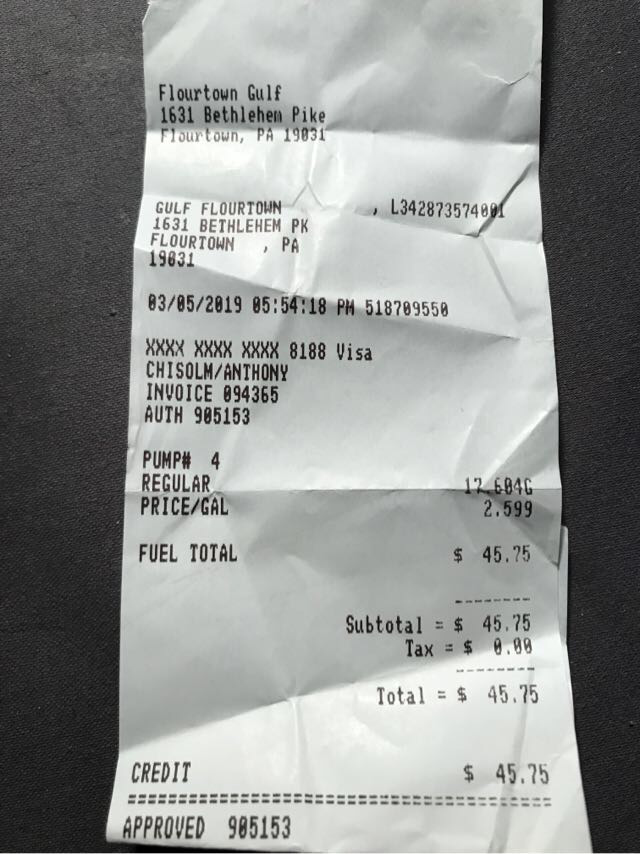 Flourtown Gulf
1631 Bethlehem Pike
Flourtown, PA 19031
GULF FLOURTOWN , L342873574001
1631 BETHLEHEM PK
FLOURTOWN , PA
19031
03/05/2019 05:54:18 PM 518709550
XXXX XXXX XXXX 8188 Visa
CHISOLM/ANTHONY
INVOICE 094365
AUTH 905153
PUMP# 4
REGULAR 17.604G
PRICE/GAL 2.599
FUEL TOTAL $ 45.75
--------
Subtotal = $ 45.75
Tax = $ 0.00
--------
Total = $ 45.75
CREDIT $ 45.75
========================================
APPROVED 905153